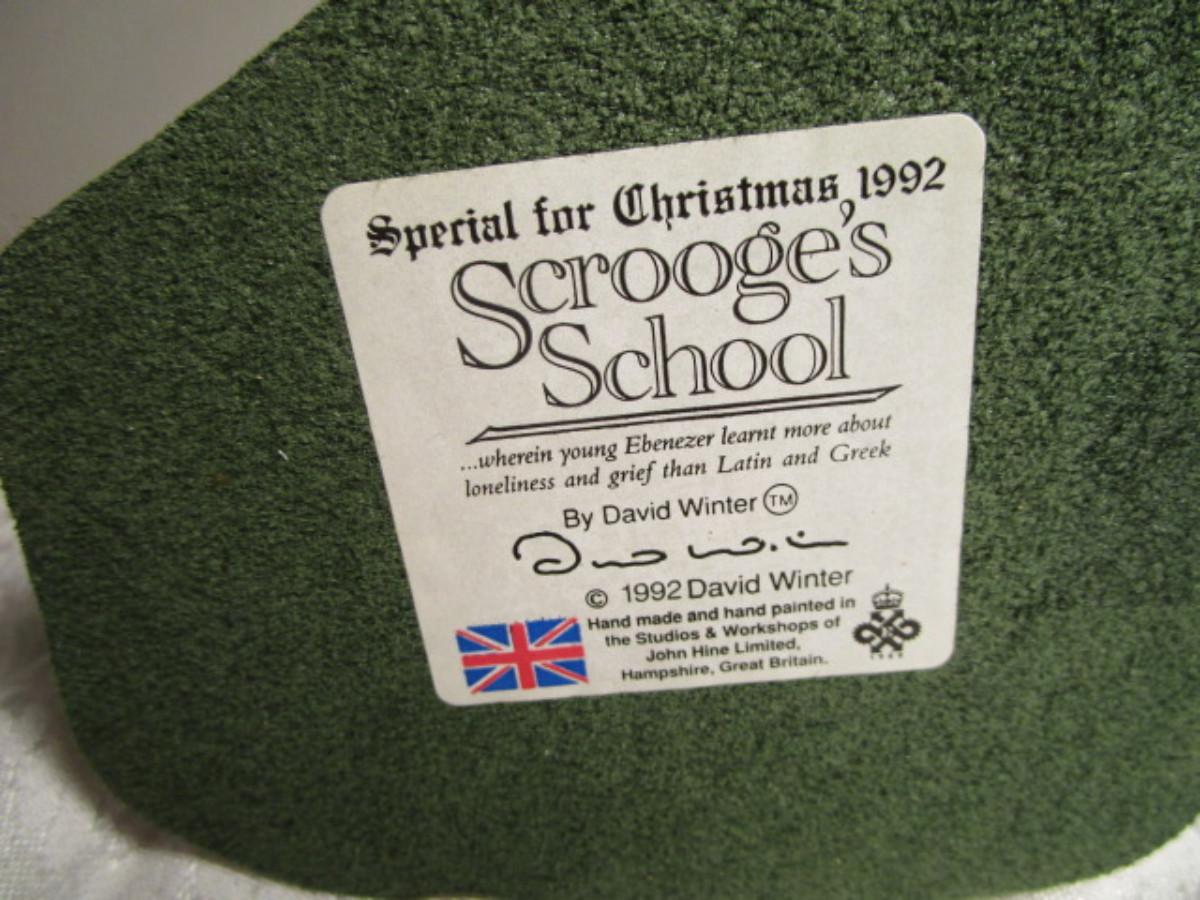 Special for Christmas, 1992
Scrooge's
School
...wherein young Ebenezer learnt more about
loneliness and grief than Latin and Greek
By David Winter TM
David Winter
© 1992 David Winter
Hand made and hand painted in
the Studios & Workshops of
John Hine Limited,
Hampshire, Great Britain.